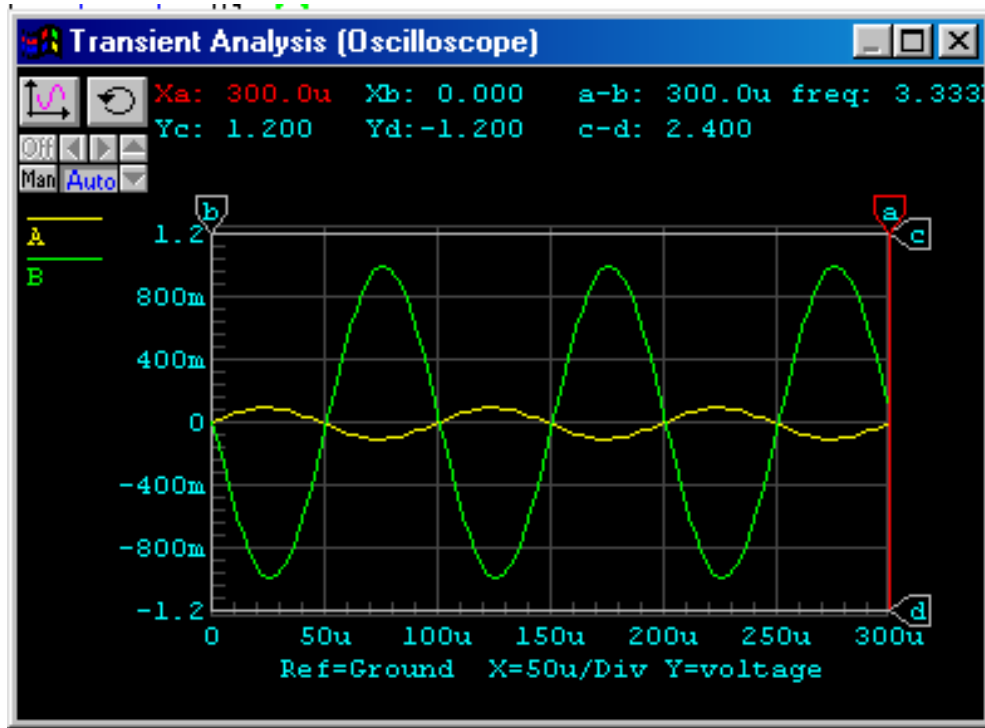 Transient Analysis (Oscilloscope)
Xa: 300.0u Xb: 0.000 a-b: 300.0u freq: 3.333
Yc: 1.200 Yd:-1.200 c-d: 2.400
Off
Man Auto
b a
A 1.2 c
B
800m
400m
0
-400m
-800m
-1.2 d
0 50u 100u 150u 200u 250u 300u
Ref=Ground X=50u/Div Y=voltage